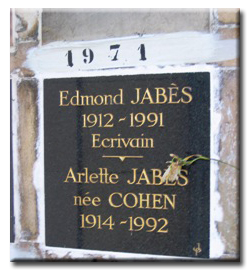 1971
Edmond JABÈS
1912-1991
Ecrivain
Arlette JABÈS
née COHEN
1914-1992